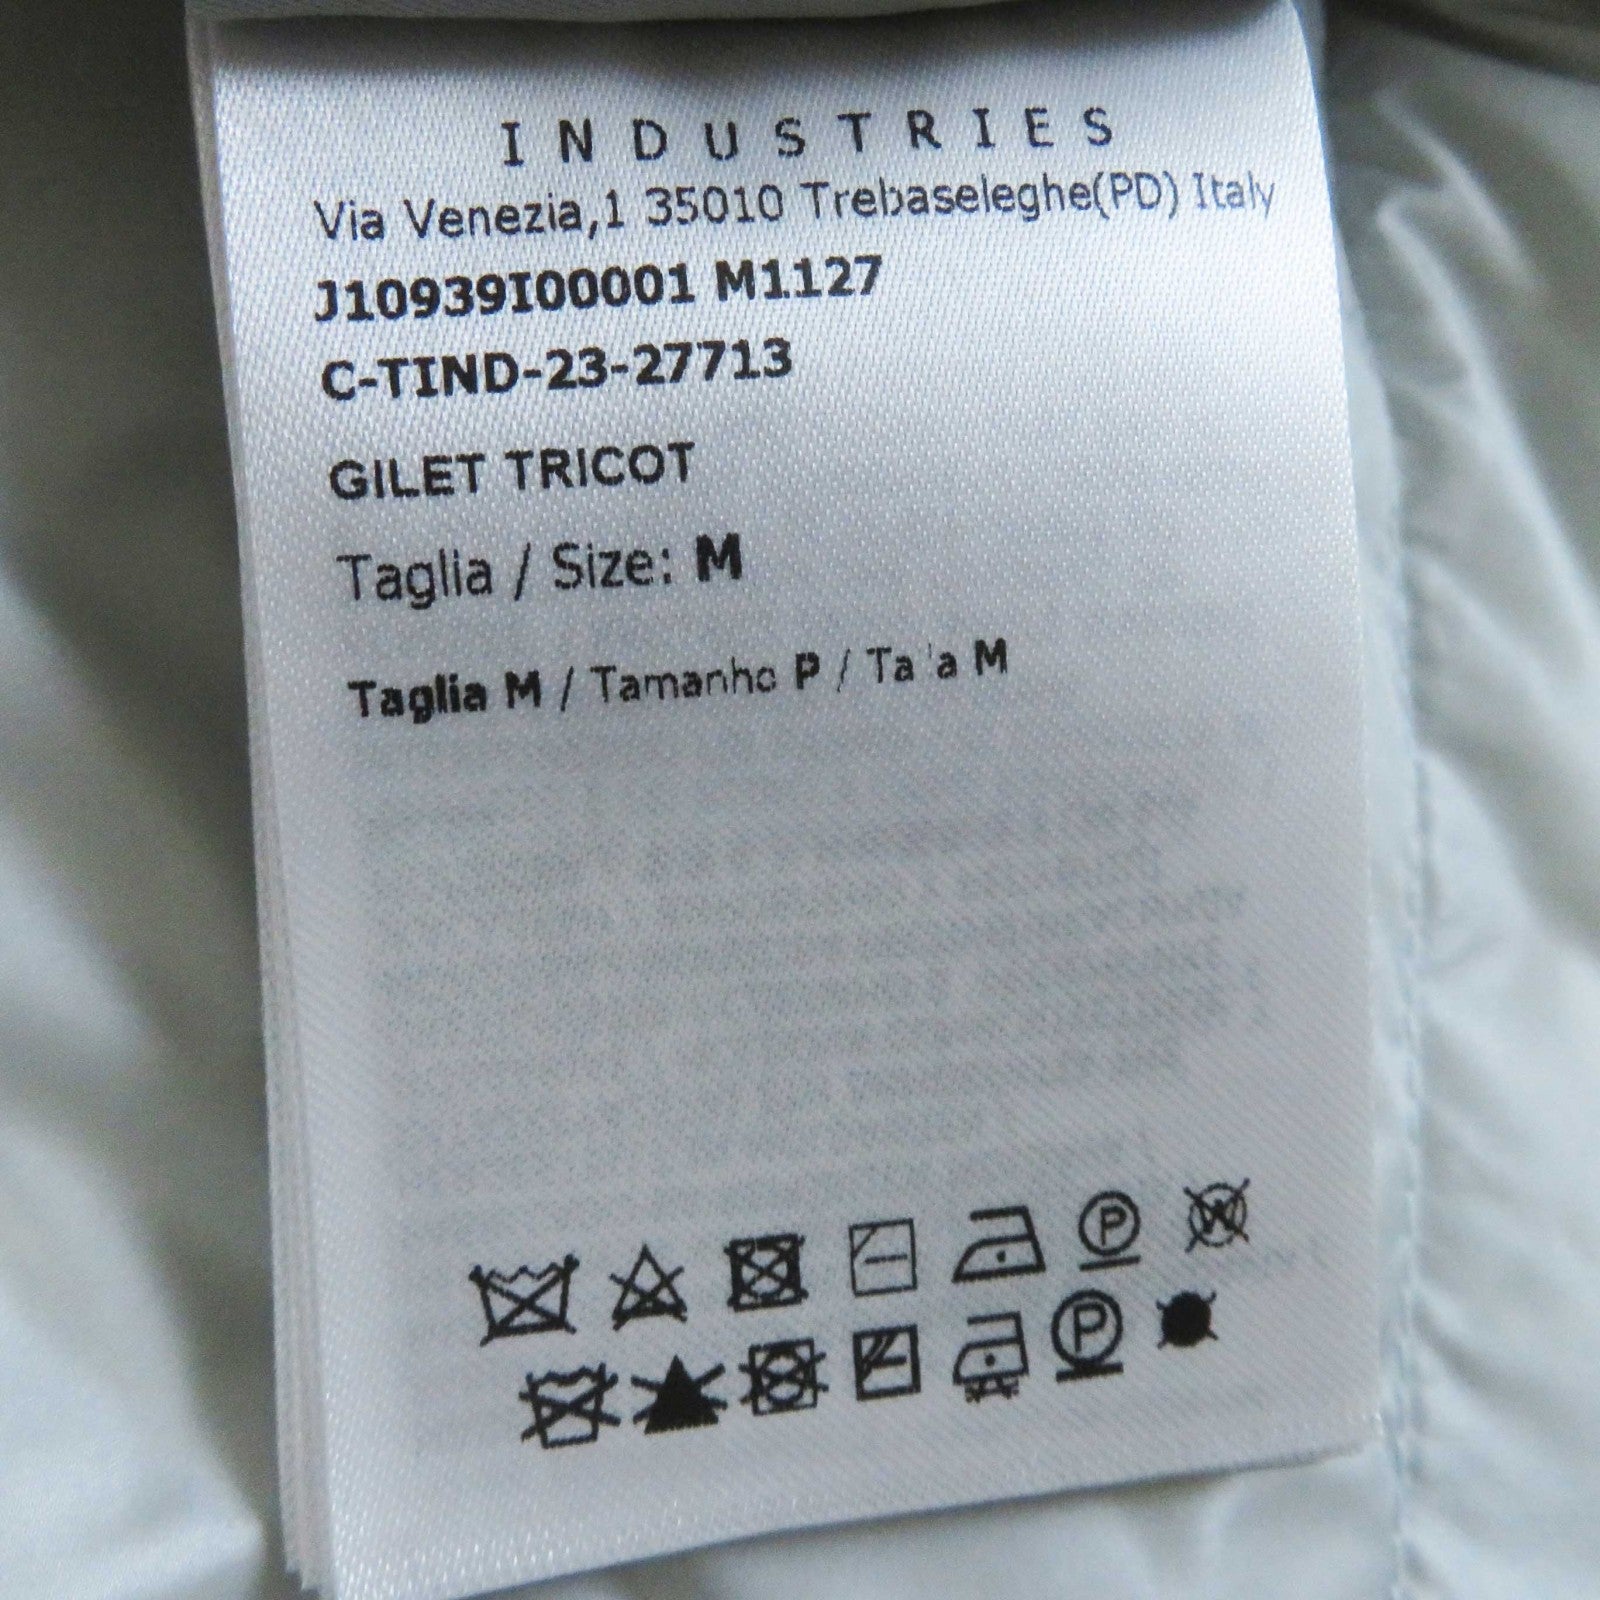 INDUSTRIES
Via Venezia,1 35010 Trebaseleghe(PD) Italy
J10939I00001 M1127
C-TIND-23-27713
GILET TRICOT
Taglia / Size: M
Taglia M / Tamanho P / Ta a M
P W
P